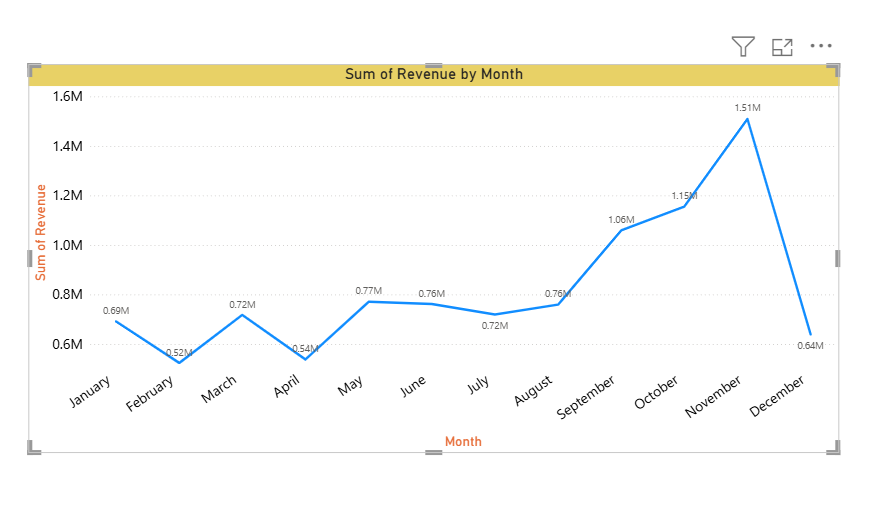 Sum of Revenue by Month
1.6M
1.4M
1.2M
1.0M
0.8M
0.6M
Sum of Revenue
0.69M
0.52M
0.72M
0.54M
0.77M
0.76M
0.72M
0.76M
1.06M
1.15M
1.51M
0.64M
January
February
March
April
May
June
July
August
September
October
November
December
Month